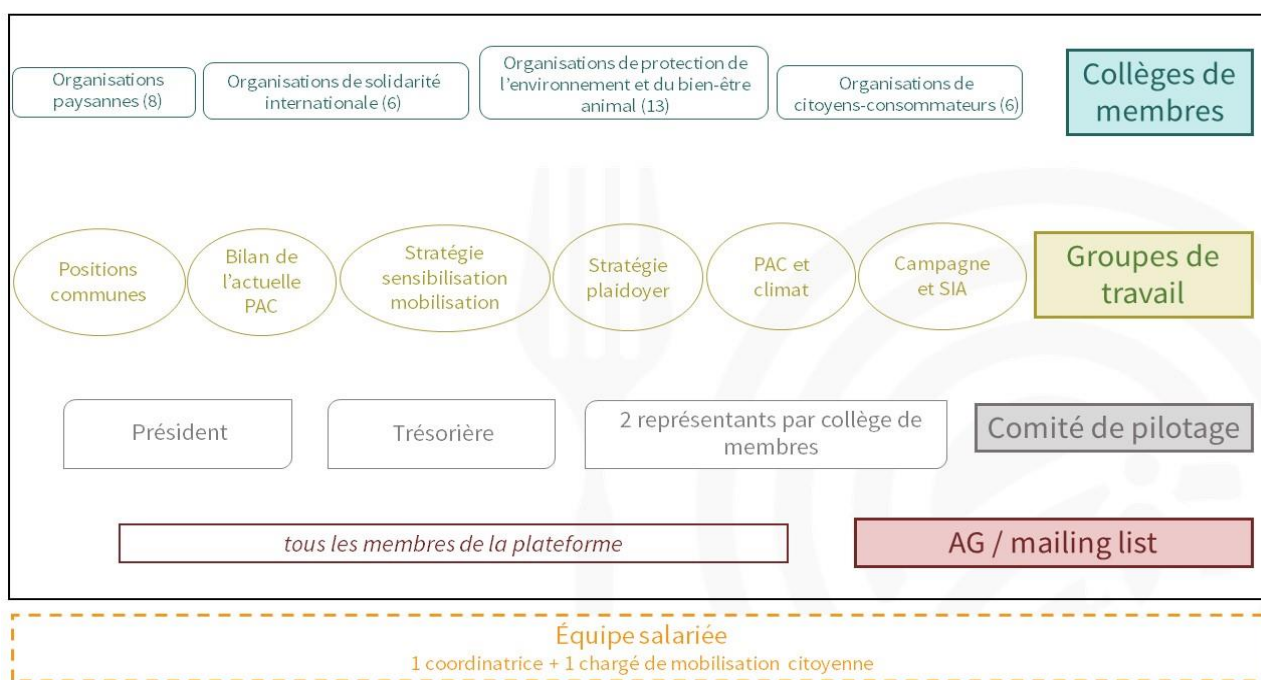 Organisations
paysannes (8)
Organisations de solidarité
internationale (6)
Organisations de protection de
l'environnement et du bien-être
animal (13)
Organisations de
citoyens-consommateurs (6)
Collèges de
membres
Positions
communes
Bilan de
l'actuelle
PAC
Stratégie
sensibilisation
mobilisation
Stratégie
plaidoyer
PAC et
climat
Campagne
et SIA
Groupes de
travail
Président
Trésorière
2 représentants par collège de
membres
Comité de pilotage
tous les membres de la plateforme
AG / mailing list
Équipe salariée
1 coordinatrice + 1 chargé de mobilisation citoyenne